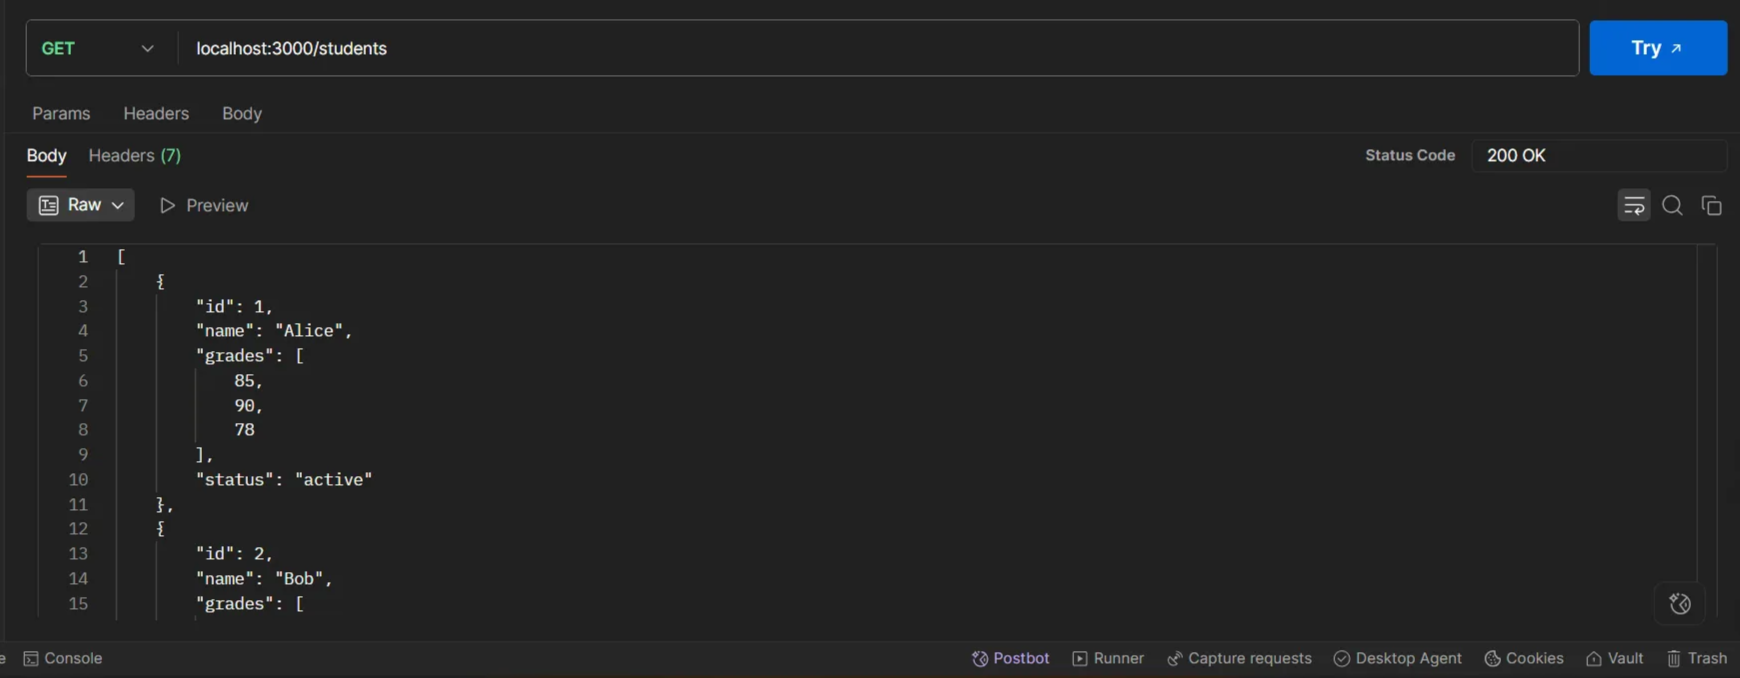 GET localhost:3000/students Try
Params Headers Body
Body Headers (7) Status Code 200 OK
Raw Preview
1 [
2 {
3 "id": 1,
4 "name": "Alice",
5 "grades": [
6 85,
7 90,
8 78
9 ],
10 "status": "active"
11 },
12 {
13 "id": 2,
14 "name": "Bob",
15 "grades": [
e Console Postbot Runner Capture requests Desktop Agent Cookies Vault Trash